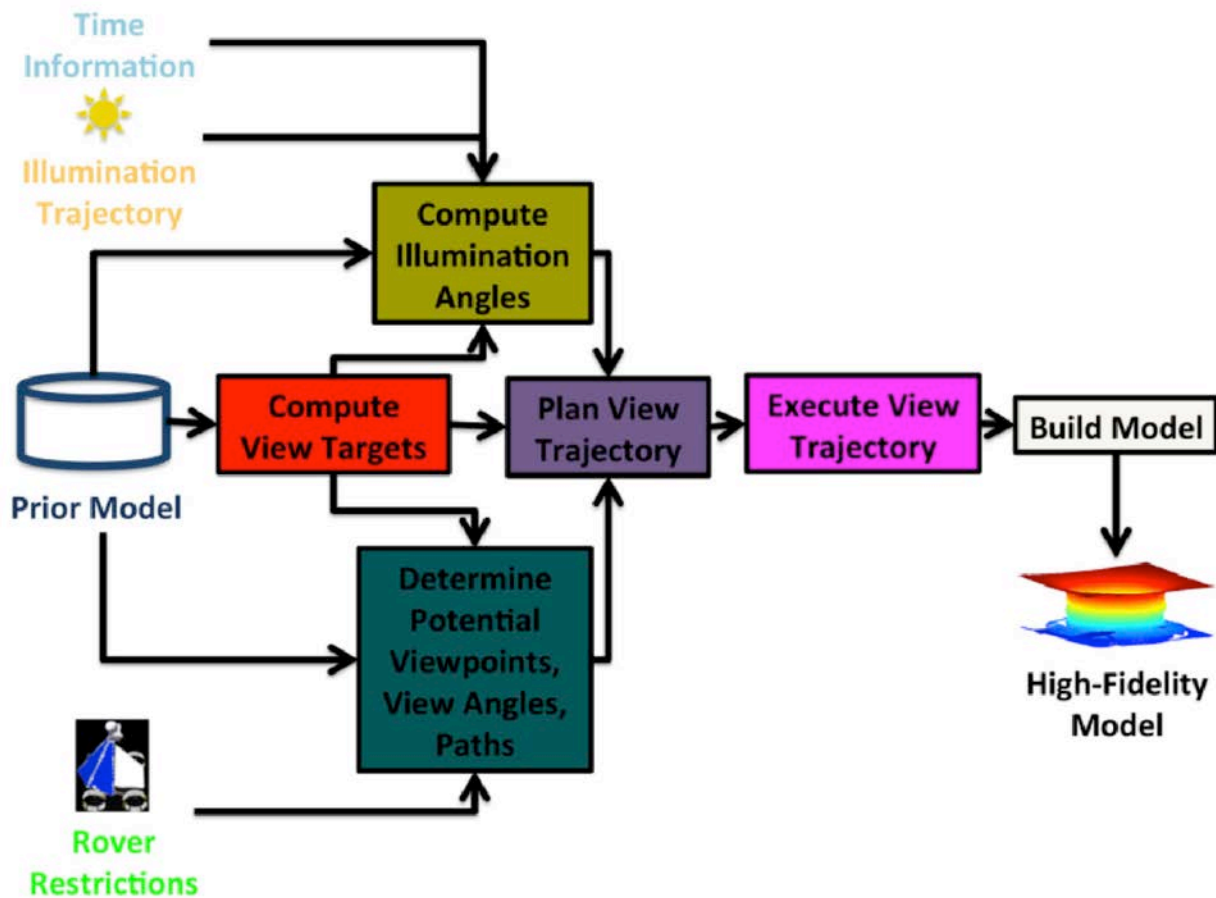 Time
Information
Illumination
Trajectory
Compute
Illumination
Angles
Prior Model
Compute
View Targets
Plan View
Trajectory
Execute View
Trajectory
Build Model
Determine
Potential
Viewpoints,
View Angles,
Paths
High-Fidelity
Model
Rover
Restrictions